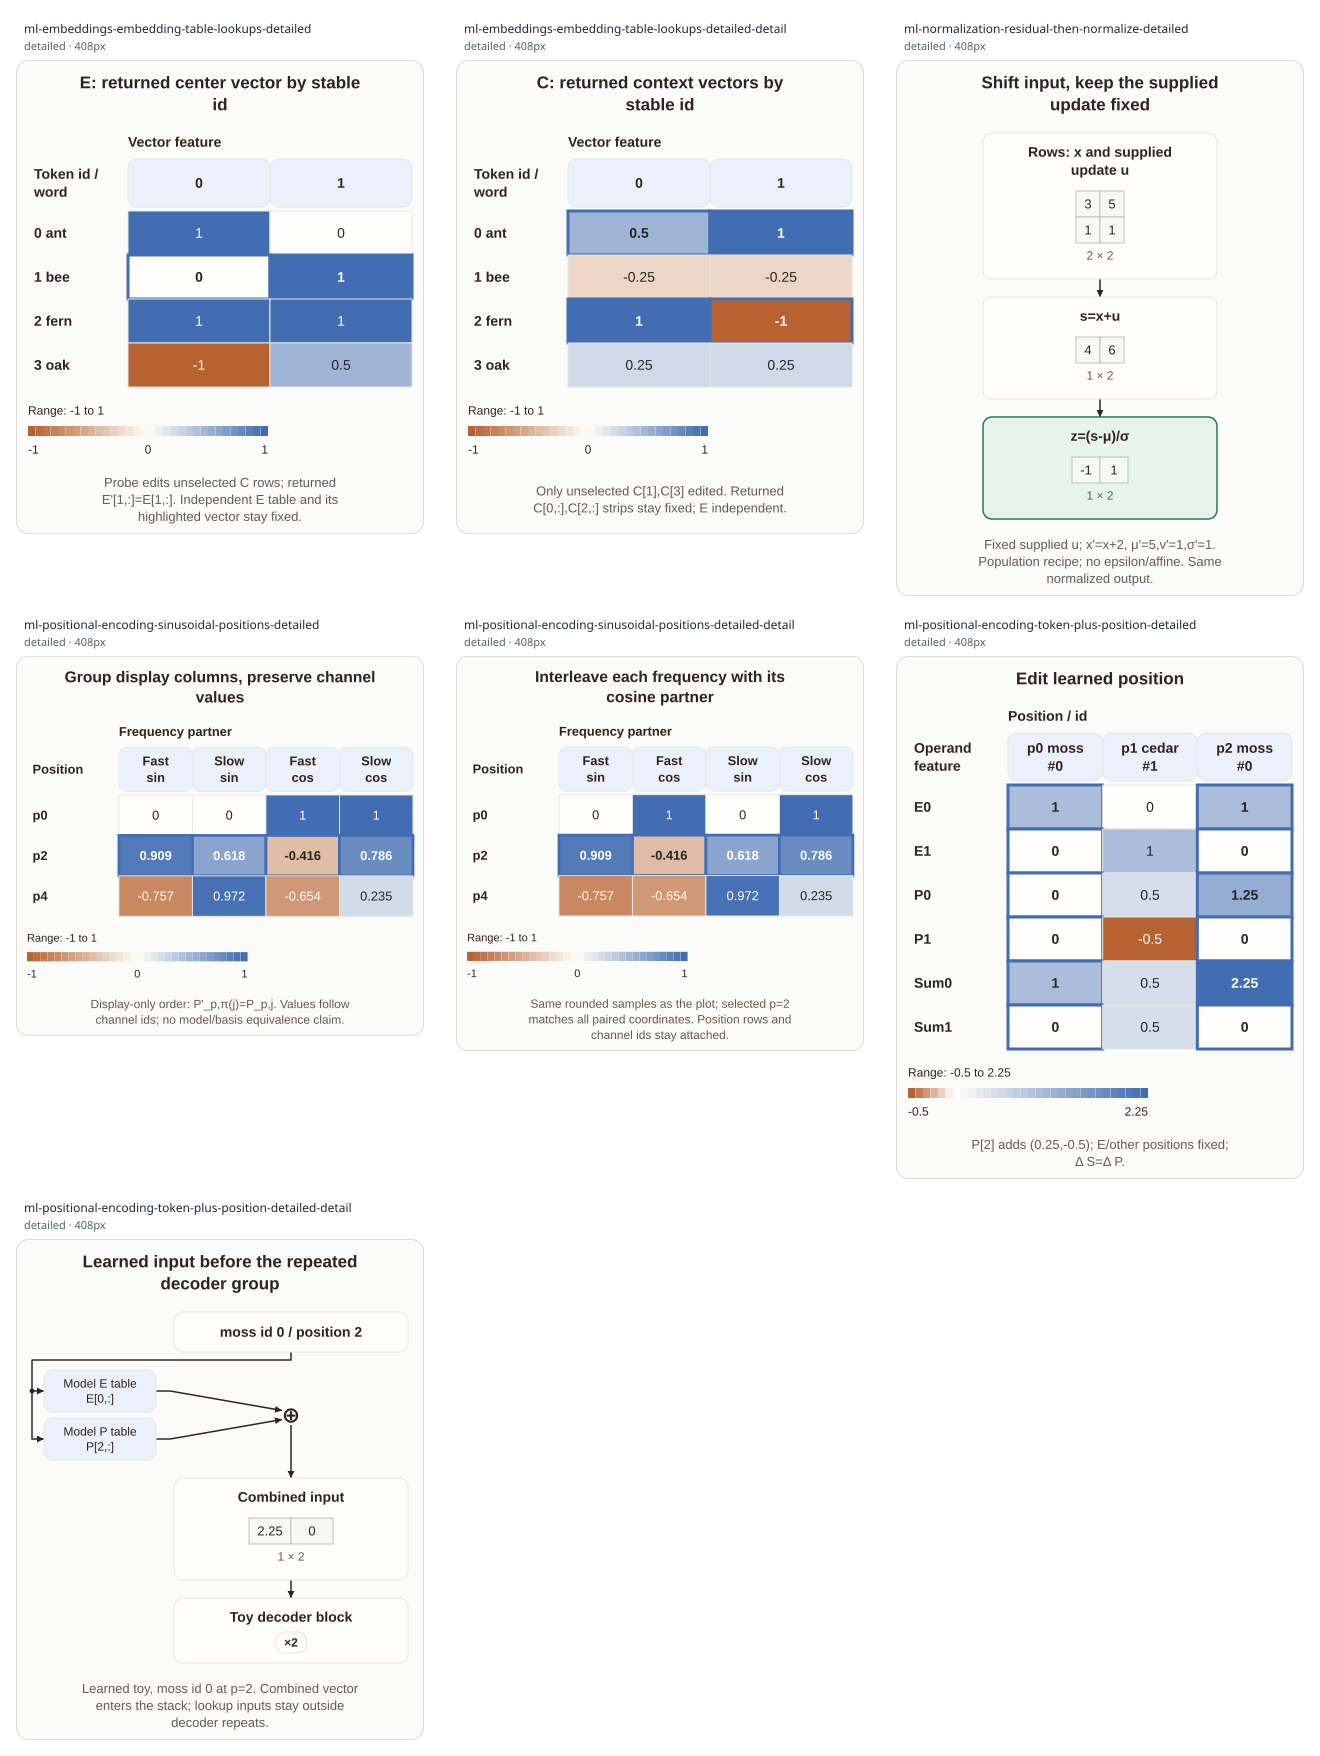 ml-embeddings-embedding-table-lookups-detailed
detailed · 408px
E: returned center vector by stable
id
Vector feature
Token id /
word
0
1
0 ant
1
0
1 bee
0
1
2 fern
1
1
3 oak
-1
0.5
Range: -1 to 1
-1
0
1
Probe edits unselected C rows; returned
E'[1,:]=E[1,:]. Independent E table and its
highlighted vector stay fixed.
ml-embeddings-embedding-table-lookups-detailed-detail
detailed · 408px
C: returned context vectors by
stable id
Vector feature
Token id /
word
0
1
0 ant
0.5
1
1 bee
-0.25
-0.25
2 fern
1
-1
3 oak
0.25
0.25
Range: -1 to 1
-1
0
1
Only unselected C[1],C[3] edited. Returned
C[0,:],C[2,:] strips stay fixed; E independent.
ml-normalization-residual-then-normalize-detailed
detailed · 408px
Shift input, keep the supplied
update fixed
Rows: x and supplied
update u
3 5
1 1
2 × 2
s=x+u
4 6
1 × 2
z=(s-μ)/σ
-1 1
1 × 2
Fixed supplied u; x'=x+2, μ'=5,v'=1,σ'=1.
Population recipe; no epsilon/affine. Same
normalized output.
ml-positional-encoding-sinusoidal-positions-detailed
detailed · 408px
Group display columns, preserve channel
values
Frequency partner
Position
Fast
sin
Slow
sin
Fast
cos
Slow
cos
p0
0
0
1
1
p2
0.909
0.618
-0.416
0.786
p4
-0.757
0.972
-0.654
0.235
Range: -1 to 1
-1
0
1
Display-only order: P'_p,π(j)=P_p,j. Values follow
channel ids; no model/basis equivalence claim.
ml-positional-encoding-sinusoidal-positions-detailed-detail
detailed · 408px
Interleave each frequency with its
cosine partner
Frequency partner
Position
Fast
sin
Fast
cos
Slow
sin
Slow
cos
p0
0
1
0
1
p2
0.909
-0.416
0.618
0.786
p4
-0.757
-0.654
0.972
0.235
Range: -1 to 1
-1
0
1
Same rounded samples as the plot; selected p=2
matches all paired coordinates. Position rows and
channel ids stay attached.
ml-positional-encoding-token-plus-position-detailed
detailed · 408px
Edit learned position
Position / id
Operand
feature
p0 moss
#0
p1 cedar
#1
p2 moss
#0
E0
1
0
1
E1
0
1
0
P0
0
0.5
1.25
P1
0
-0.5
0
Sum0
1
0.5
2.25
Sum1
0
0.5
0
Range: -0.5 to 2.25
-0.5
2.25
P[2] adds (0.25,-0.5); E/other positions fixed;
Δ S=Δ P.
ml-positional-encoding-token-plus-position-detailed-detail
detailed · 408px
Learned input before the repeated
decoder group
moss id 0 / position 2
Model E table
E[0,:]
Model P table
P[2,:]
Combined input
2.25 0
1 × 2
Toy decoder block
×2
Learned toy, moss id 0 at p=2. Combined vector
enters the stack; lookup inputs stay outside
decoder repeats.